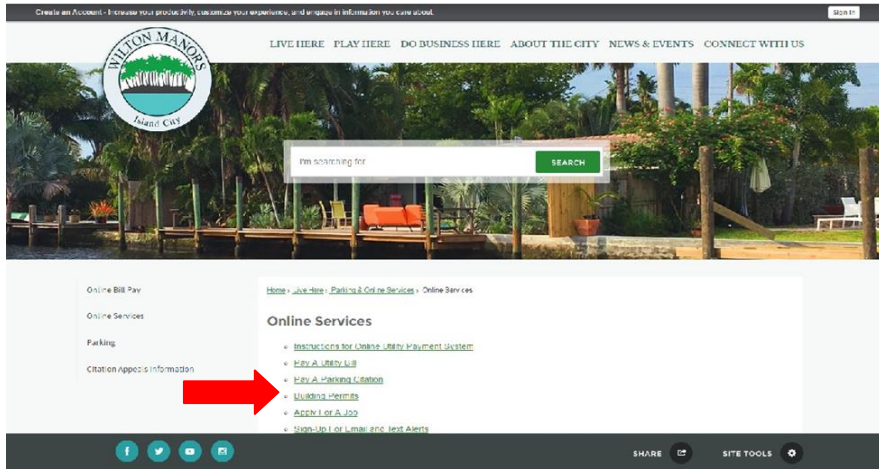 Create an Account - Increase your productivity, customize your experience, and engage in information you care about.
Sign In
WILTON MANORS
Island City
LIVE HERE PLAY HERE DO BUSINESS HERE ABOUT THE CITY NEWS & EVENTS CONNECT WITH US
I'm searching for
SEARCH
Online Bill Pay
Online Services
Parking
Citation Appeals Information
Home › Live Here › Parking & Online Services › Online Services
Online Services
Instructions for Online Utility Payment System
Pay A Utility Bill
Pay A Parking Citation
Building Permits
Apply For A Job
Sign-Up For Email and Text Alerts
SHARE
SITE TOOLS